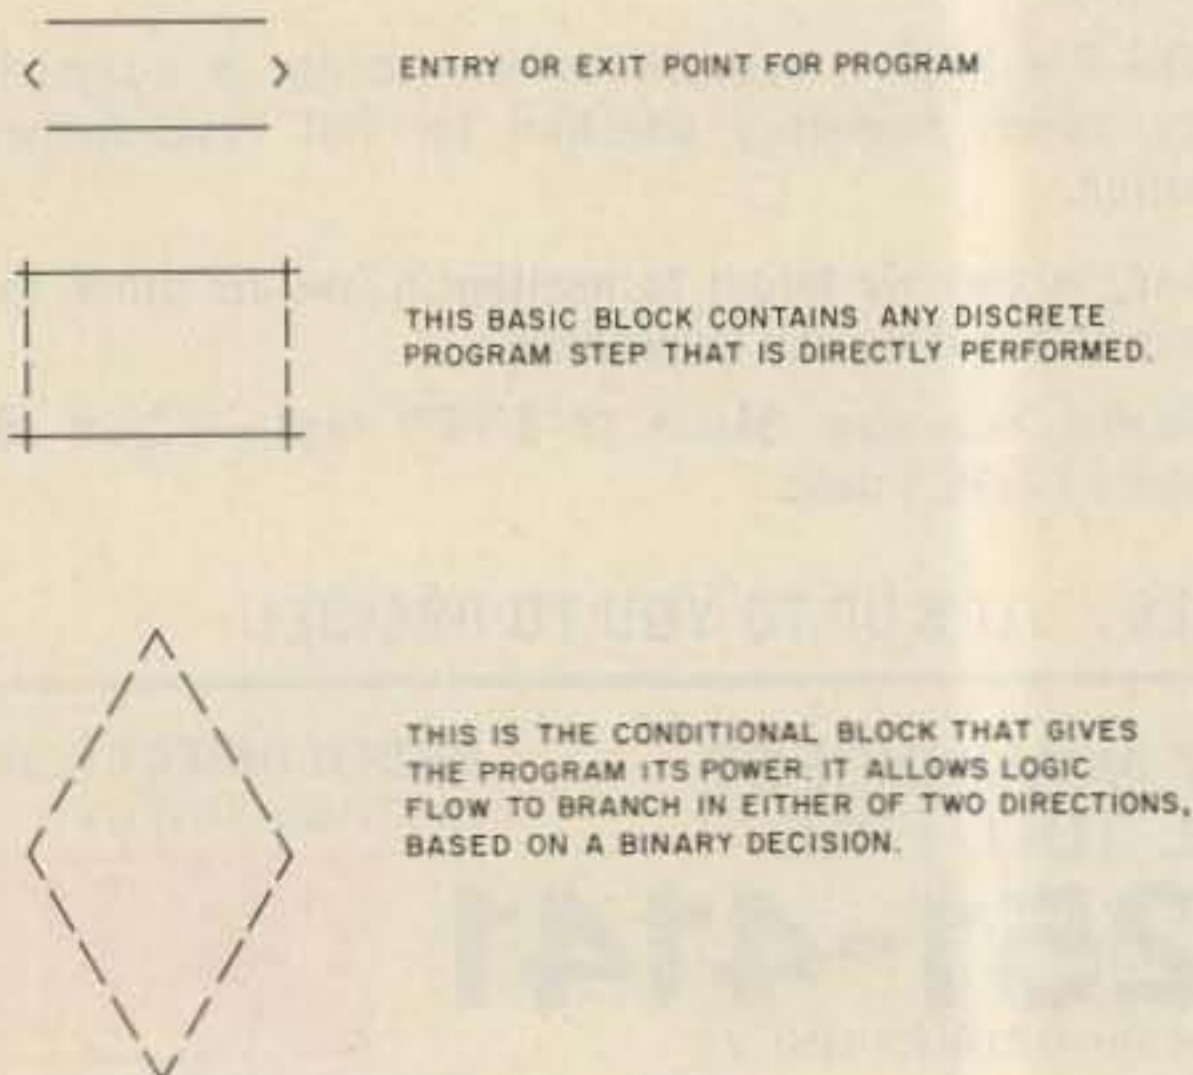 ENTRY OR EXIT POINT FOR PROGRAM
THIS BASIC BLOCK CONTAINS ANY DISCRETE
PROGRAM STEP THAT IS DIRECTLY PERFORMED.
THIS IS THE CONDITIONAL BLOCK THAT GIVES
THE PROGRAM ITS POWER. IT ALLOWS LOGIC
FLOW TO BRANCH IN EITHER OF TWO DIRECTIONS,
BASED ON A BINARY DECISION.